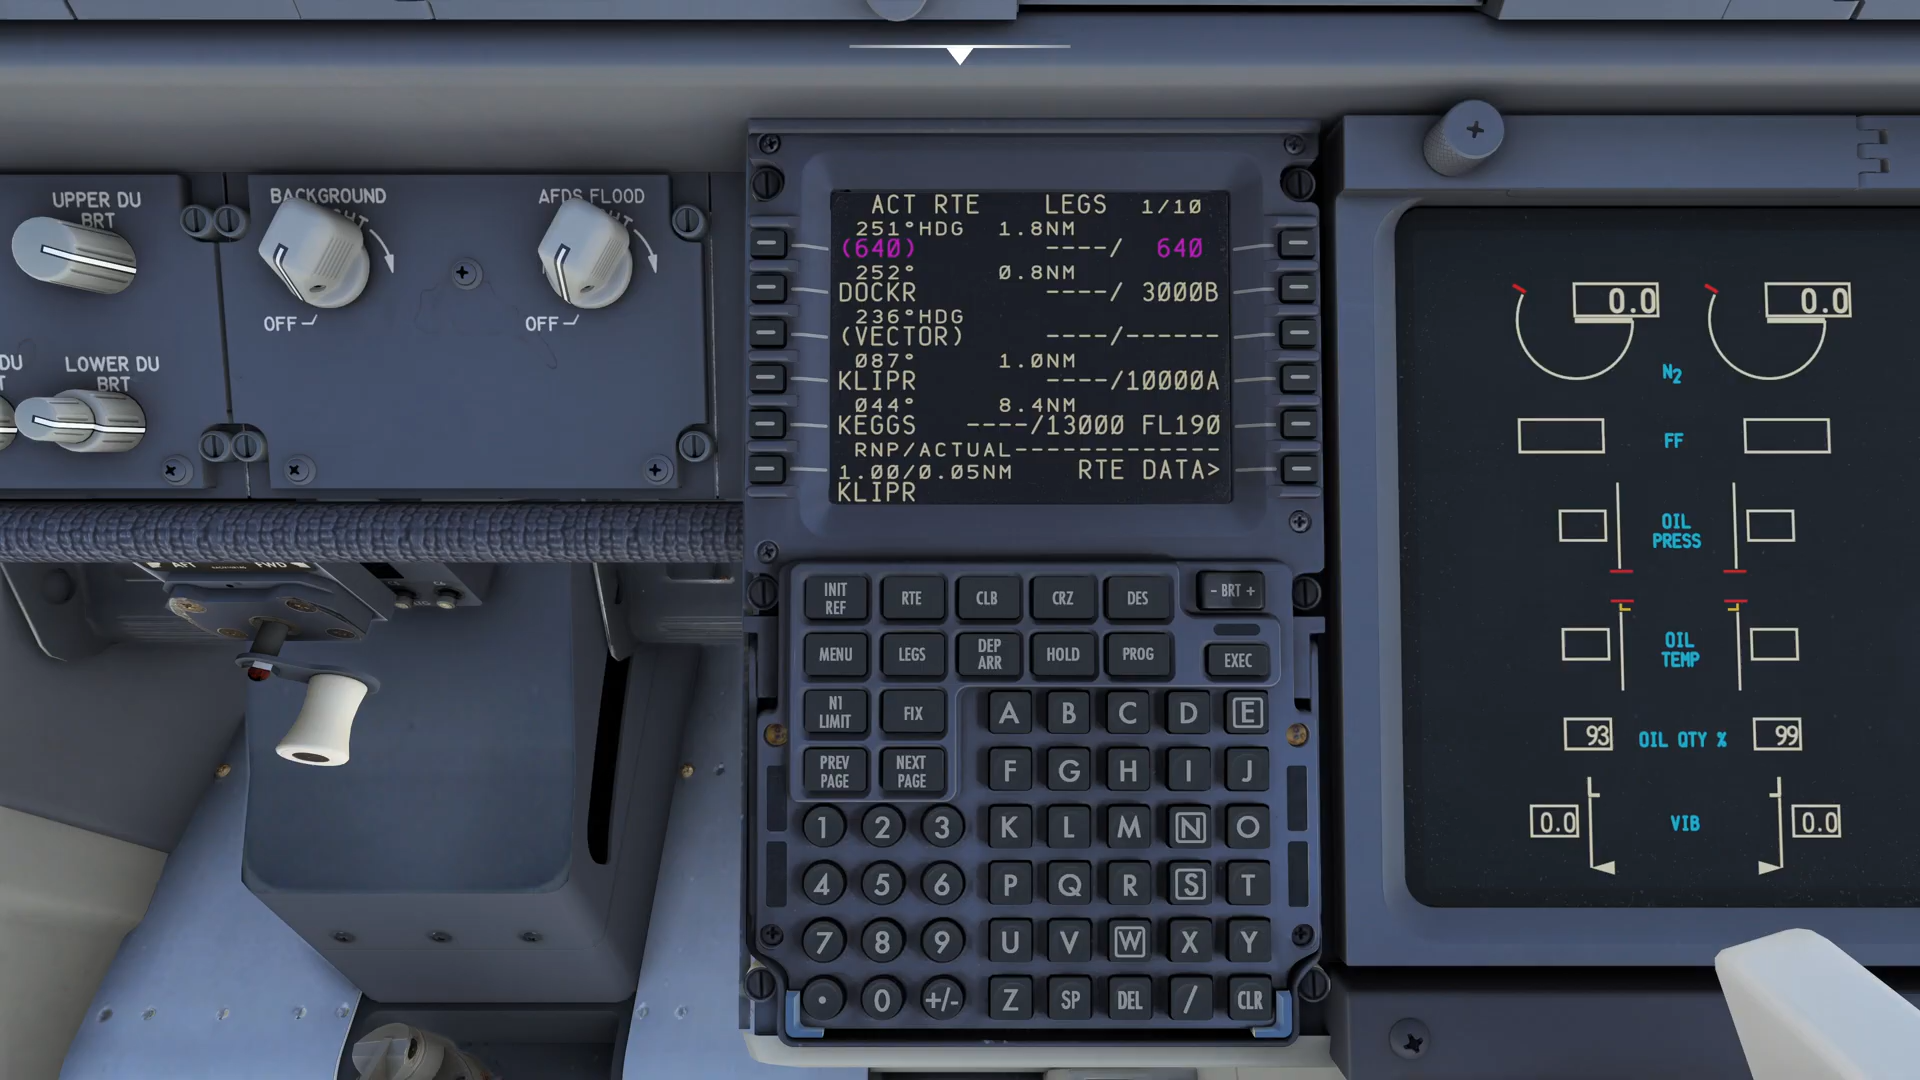 UPPER DU
BRT
BACKGROUND
OFF
AFDS FLOOD
OFF
DU
LOWER DU
BRT
AFT
FWD
ACT RTE LEGS 1/10
251°HDG 1.8NM
(640) ----/ 640
252° 0.8NM
DOCKR ----/ 3000B
236°HDG
(VECTOR) ----/------
087° 1.0NM
KLIPR ----/10000A
044° 8.4NM
KEGGS ----/13000 FL190
RNP/ACTUAL----------------
1.00/0.05NM RTE DATA>
KLIPR
INIT REF
RTE
CLB
CRZ
DES
- BRT +
MENU
LEGS
DEP ARR
HOLD
PROG
EXEC
N1 LIMIT
FIX
A B C D E
PREV PAGE
NEXT PAGE
F G H I J
1 2 3 K L M N O
4 5 6 P Q R S T
7 8 9 U V W X Y
. 0 +/- Z SP DEL / CLR
0.0 0.0
N2
FF
OIL
PRESS
OIL
TEMP
93 OIL QTY % 99
0.0 VIB 0.0